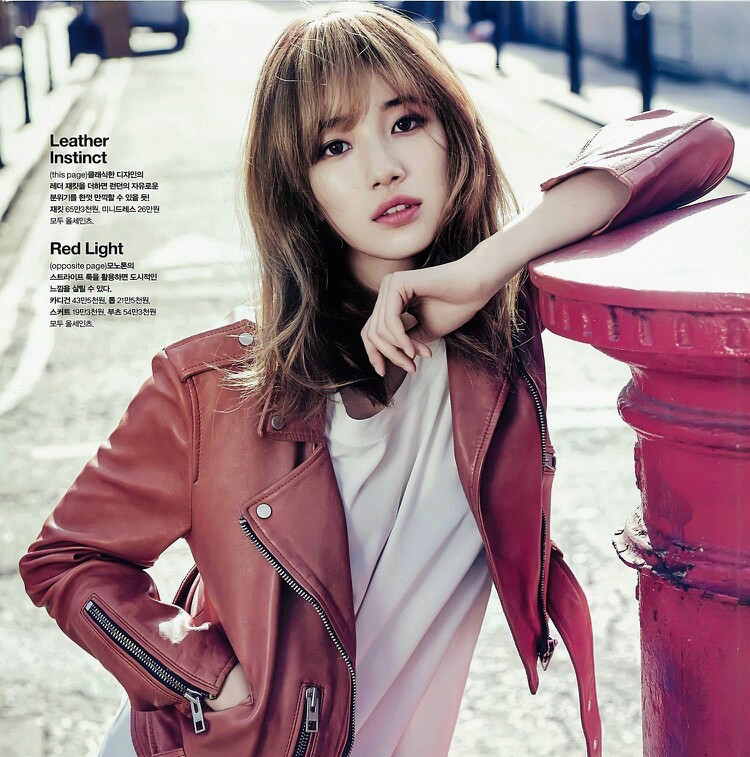 Leather
Instinct
(this page)클래식한 디자인의
레더 재킷을 더하면 런던의 자유로운
분위기를 한껏 만끽할 수 있을 듯!
재킷 65만3천원, 미니드레스 26만원
모두 올세인츠.
Red Light
(opposite page)모노톤의
스트라이프 룩을 활용하면 도시적인
느낌을 살릴 수 있다.
카디건 43만5천원, 톱 21만5천원,
스커트 19만3천원, 부츠 54만3천원
모두 올세인츠.